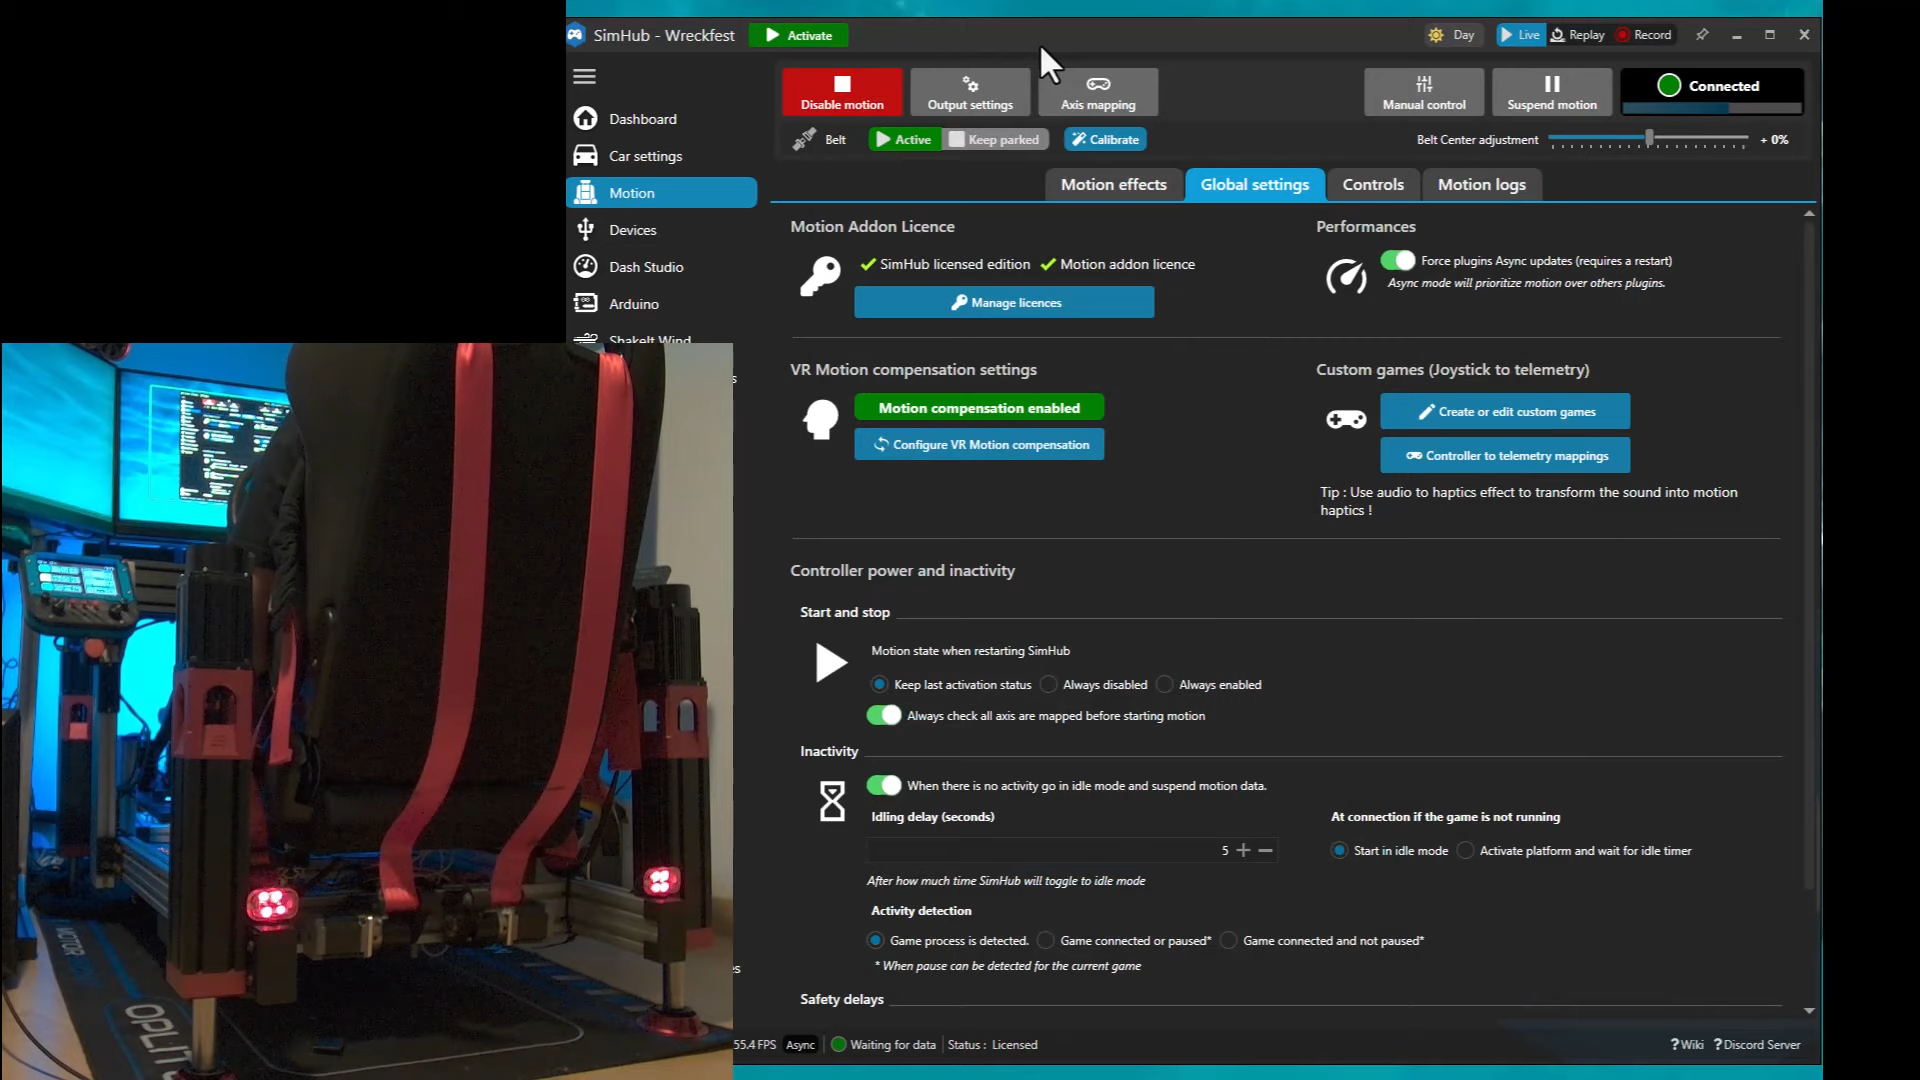 SimHub - Wreckfest
Activate
Day
Live
Replay
Record
Disable motion
Output settings
Axis mapping
Manual control
Suspend motion
Connected
Belt
Active
Keep parked
Calibrate
Belt Center adjustment
+ 0%
Dashboard
Car settings
Motion
Devices
Dash Studio
Arduino
ShakeIt Wind
Motion effects
Global settings
Controls
Motion logs
Motion Addon Licence
SimHub licensed edition
Motion addon licence
Manage licences
Performances
Force plugins Async updates (requires a restart)
Async mode will prioritize motion over others plugins.
VR Motion compensation settings
Motion compensation enabled
Configure VR Motion compensation
Custom games (Joystick to telemetry)
Create or edit custom games
Controller to telemetry mappings
Tip : Use audio to haptics effect to transform the sound into motion
haptics !
Controller power and inactivity
Start and stop
Motion state when restarting SimHub
Keep last activation status
Always disabled
Always enabled
Always check all axis are mapped before starting motion
Inactivity
When there is no activity go in idle mode and suspend motion data.
Idling delay (seconds)
5
After how much time SimHub will toggle to idle mode
At connection if the game is not running
Start in idle mode
Activate platform and wait for idle timer
Activity detection
Game process is detected.
Game connected or paused*
Game connected and not paused*
* When pause can be detected for the current game
Safety delays
55.4 FPS
Async
Waiting for data
Status : Licensed
Wiki
Discord Server
MOTOR
OPLIT